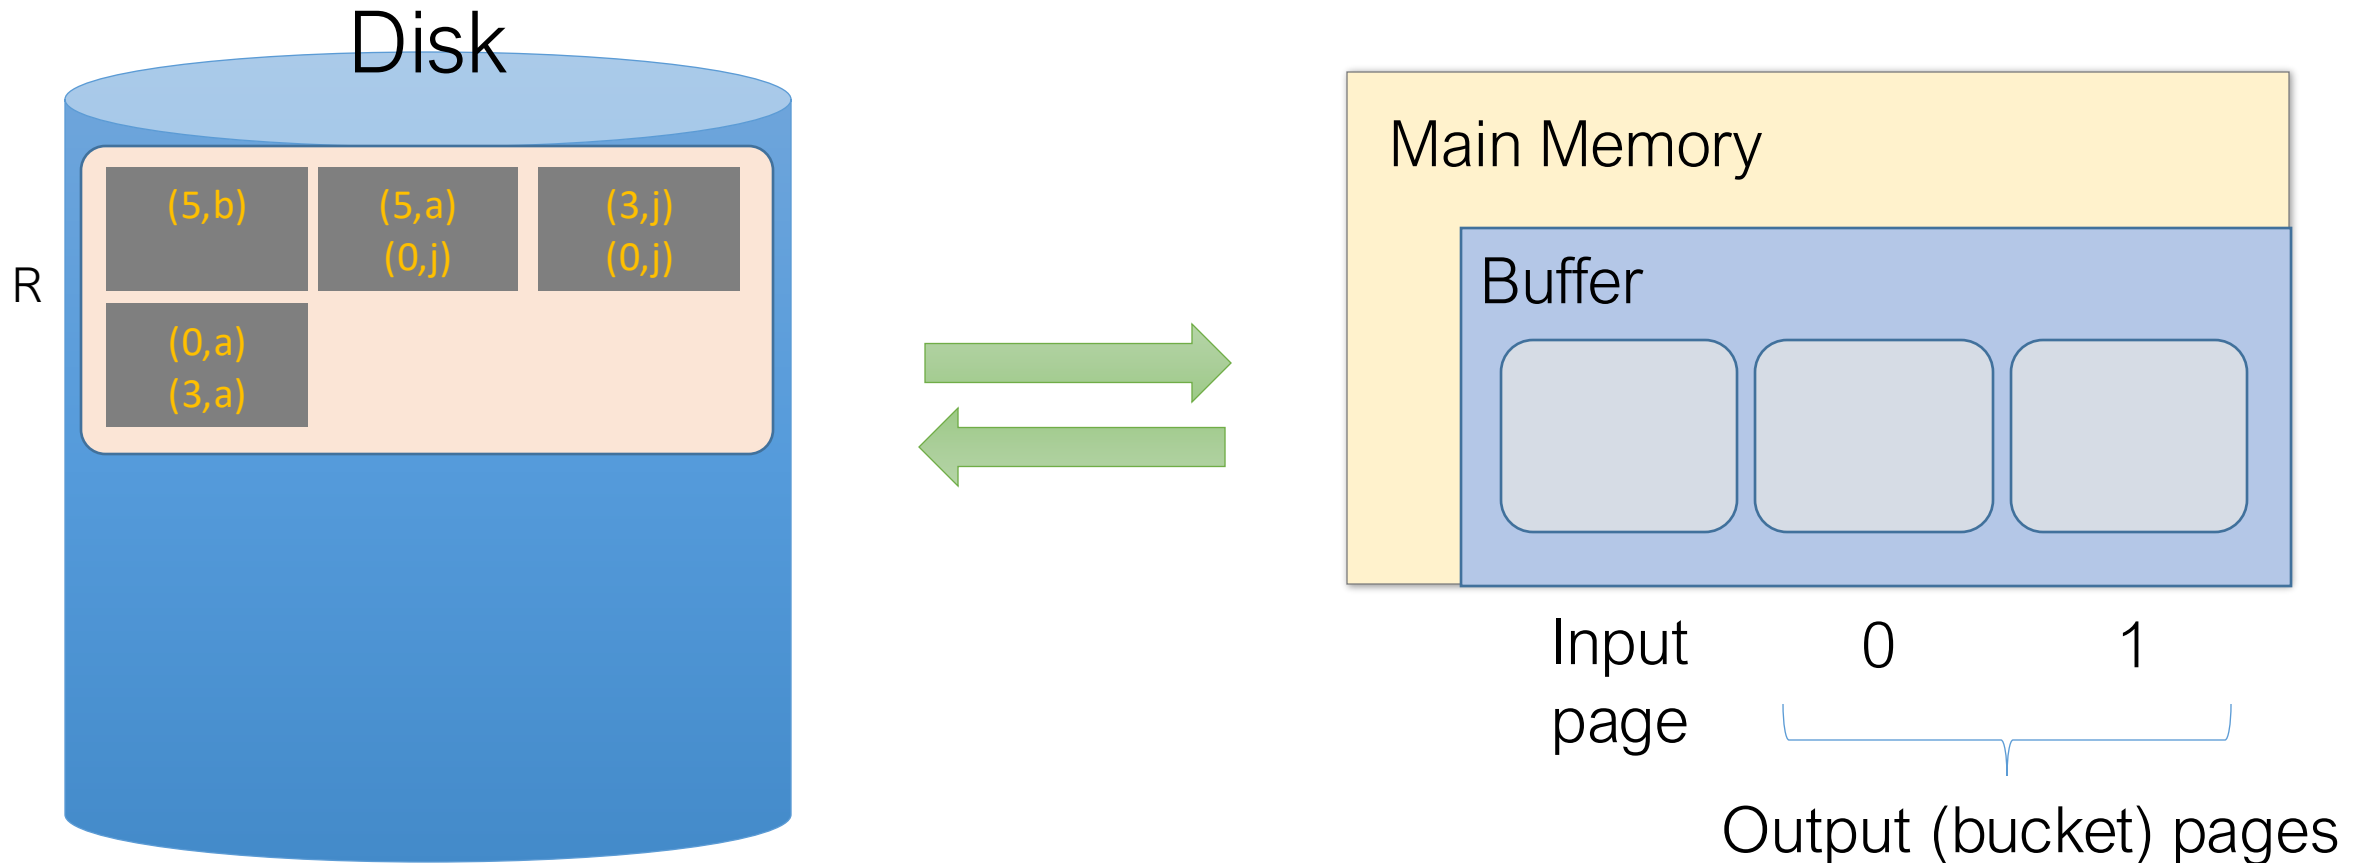 Disk
(5,b)
(5,a)
(0,j)
(3,j)
(0,j)
R
(0,a)
(3,a)
Main Memory
Buffer
Input
page
0
1
Output (bucket) pages